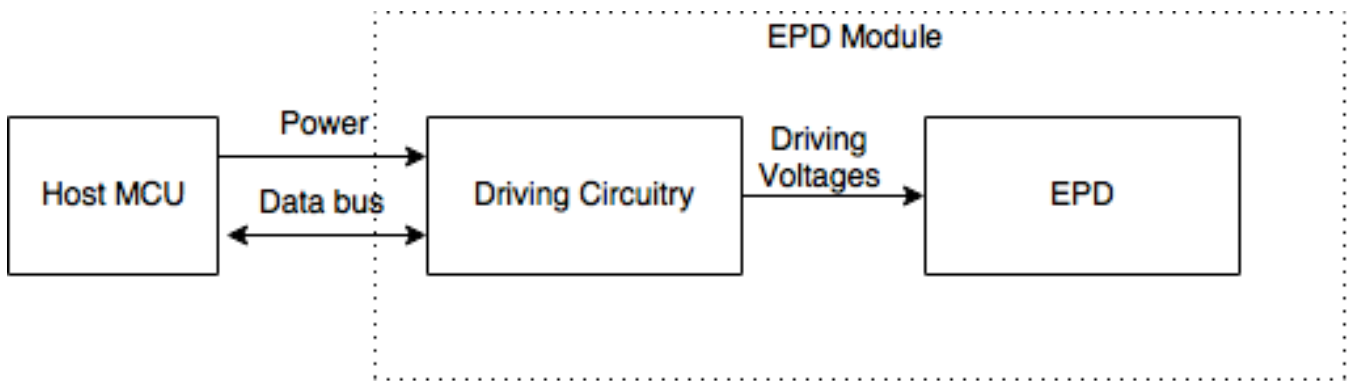 EPD Module
Power
Driving
Voltages
Host MCU
Data bus
Driving Circuitry
EPD